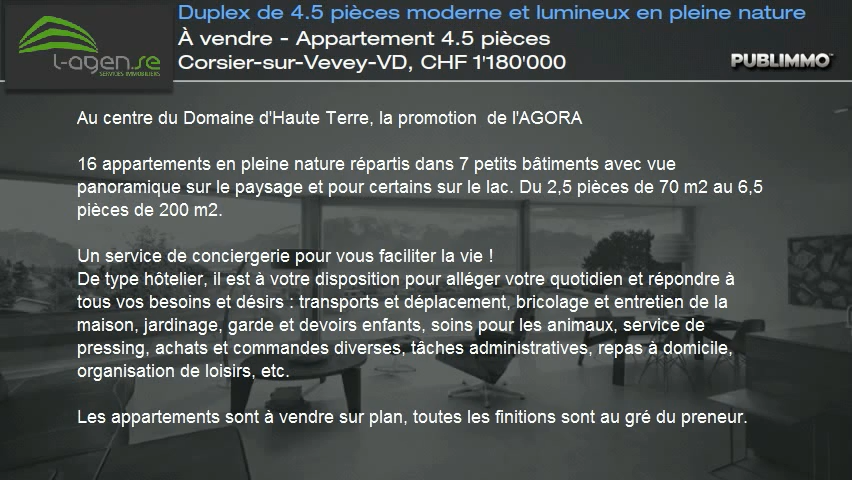 Duplex de 4.5 pièces moderne et lumineux en pleine nature
À vendre - Appartement 4.5 pièces
Corsier-sur-Vevey-VD, CHF 1'180'000
l-agen.se
SERVICES IMMOBILIERS
PUBLIMMO
Au centre du Domaine d'Haute Terre, la promotion de l'AGORA
16 appartements en pleine nature répartis dans 7 petits bâtiments avec vue
panoramique sur le paysage et pour certains sur le lac. Du 2,5 pièces de 70 m2 au 6,5
pièces de 200 m2.
Un service de conciergerie pour vous faciliter la vie !
De type hôtelier, il est à votre disposition pour alléger votre quotidien et répondre à
tous vos besoins et désirs : transports et déplacement, bricolage et entretien de la
maison, jardinage, garde et devoirs enfants, soins pour les animaux, service de
pressing, achats et commandes diverses, tâches administratives, repas à domicile,
organisation de loisirs, etc.
Les appartements sont à vendre sur plan, toutes les finitions sont au gré du preneur.